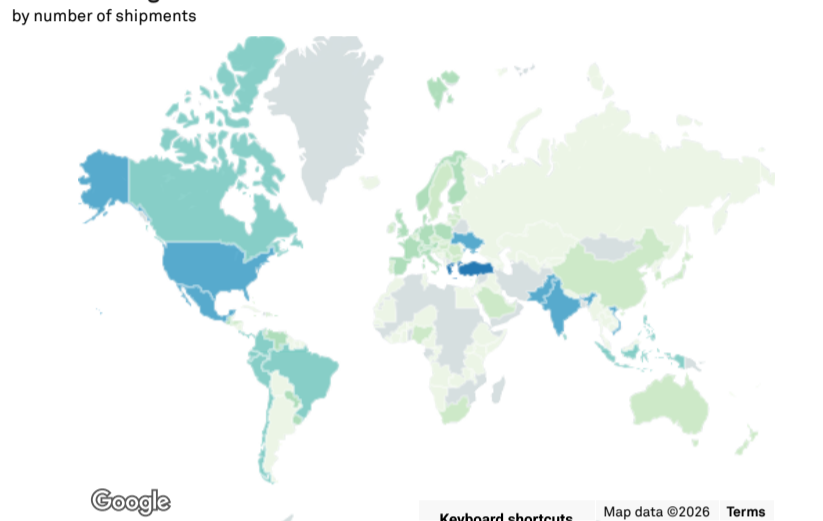 by number of shipments
Google
Keyboard shortcuts
Map data ©2026
Terms